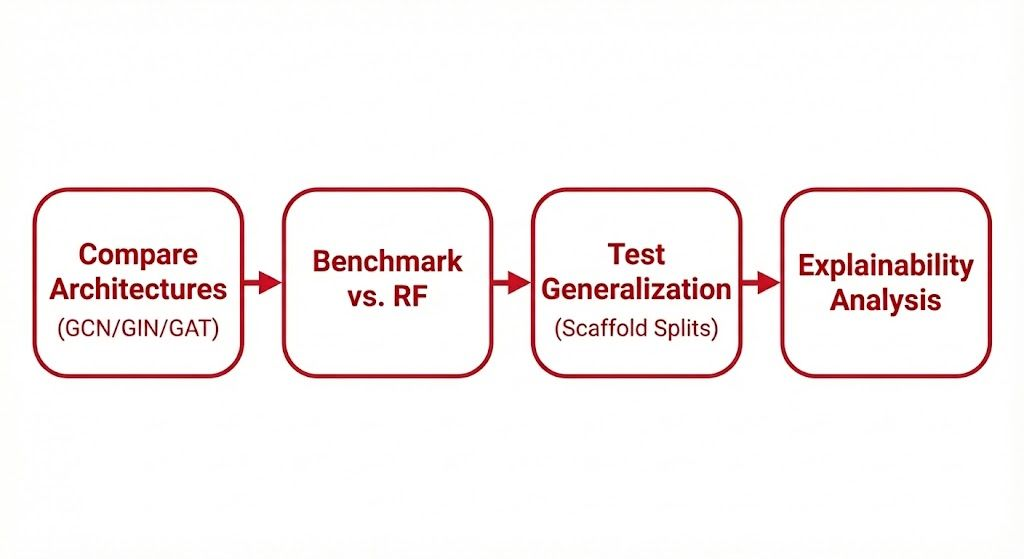 Compare
Architectures
(GCN/GIN/GAT)
Benchmark
vs. RF
Test
Generalization
(Scaffold Splits)
Explainability
Analysis